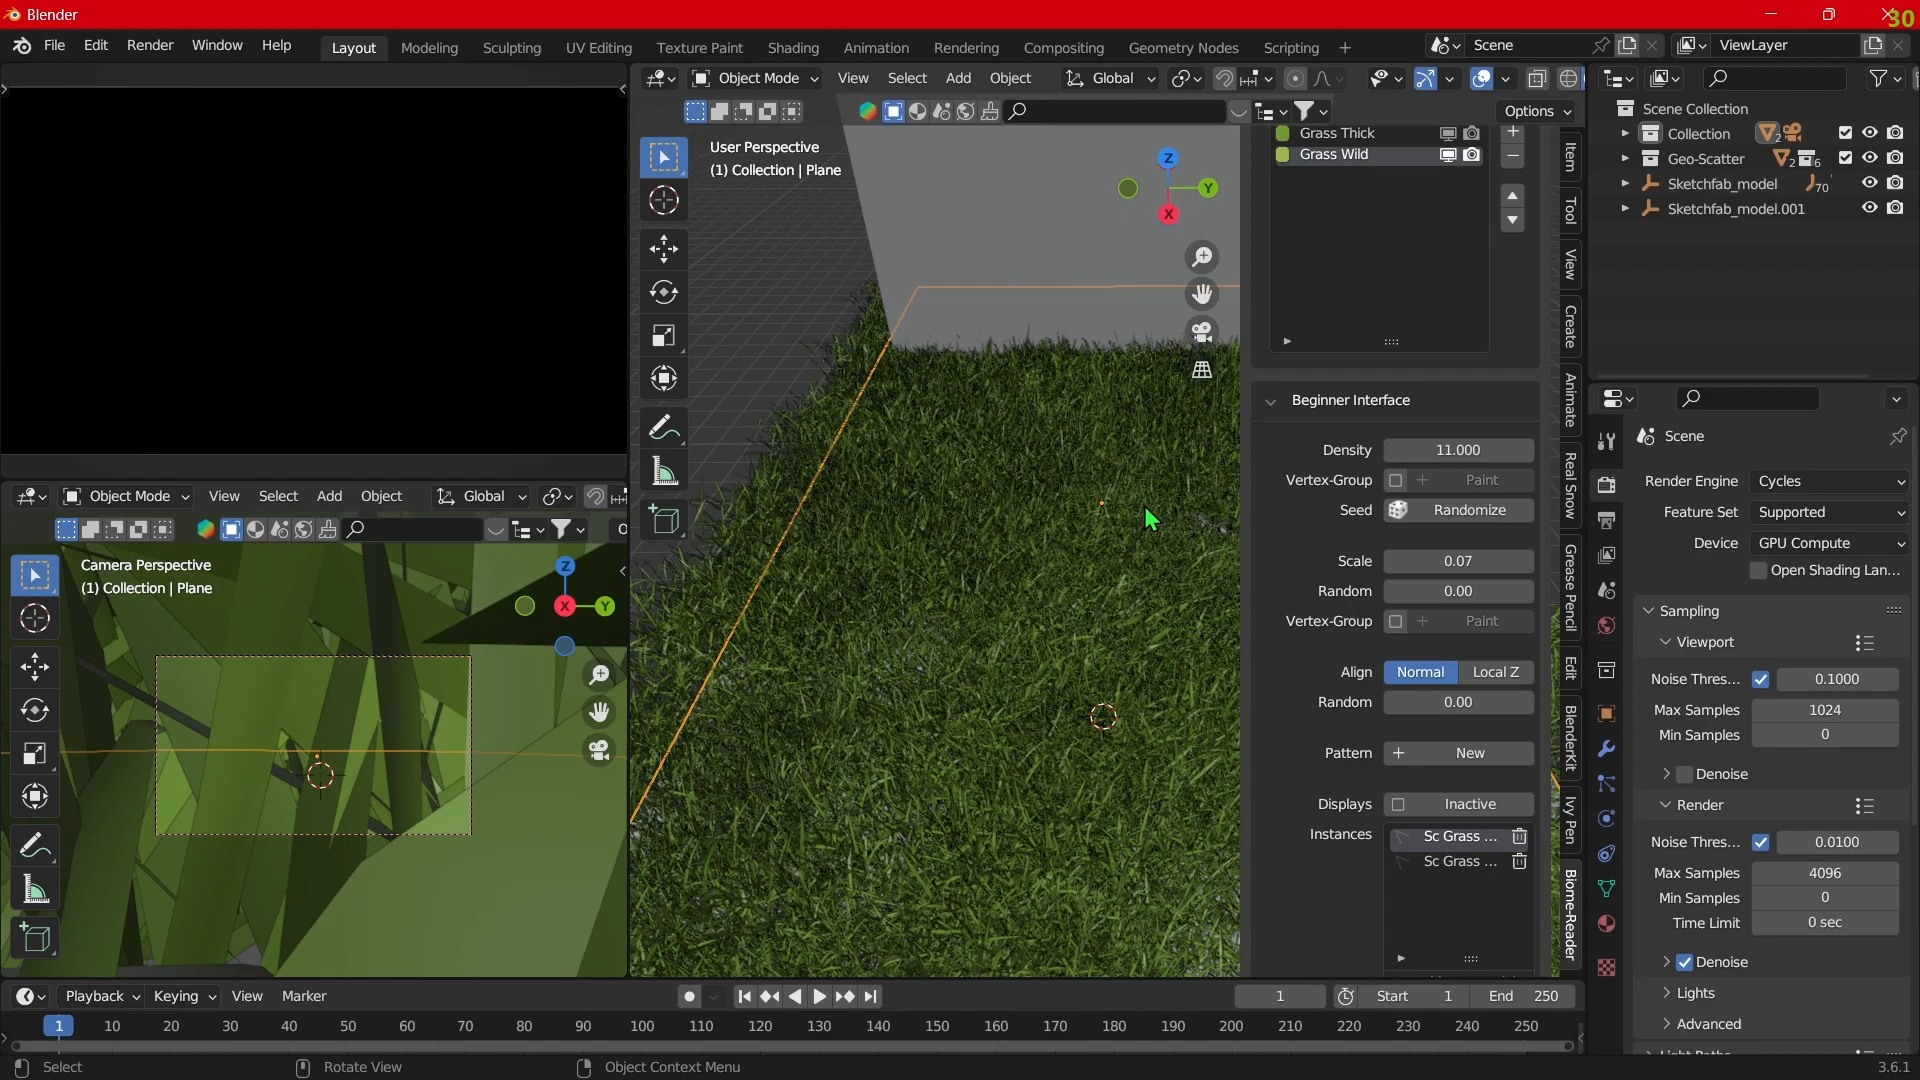 Blender
30
File Edit Render Window Help
Layout Modeling Sculpting UV Editing Texture Paint Shading Animation Rendering Compositing Geometry Nodes Scripting +
Scene
ViewLayer
Object Mode View Select Add Object Global
Options
User Perspective
(1) Collection | Plane
Z
Y
X
Grass Thick
Grass Wild
Beginner Interface
Density 11.000
Vertex-Group + Paint
Seed Randomize
Scale 0.07
Random 0.00
Vertex-Group + Paint
Align Normal Local Z
Random 0.00
Pattern + New
Displays Inactive
Instances Sc Grass ...
Sc Grass ...
Item
Tool
View
Create
Animate
Real Snow
Grease Pencil
Edit
BlenderKit
Ivy Pen
Biome-Reader
Scene Collection
Collection 2
Geo-Scatter 2 6
Sketchfab_model 70
Sketchfab_model.001
Scene
Render Engine Cycles
Feature Set Supported
Device GPU Compute
Open Shading Lan...
Sampling
Viewport
Noise Thres... 0.1000
Max Samples 1024
Min Samples 0
Denoise
Render
Noise Thres... 0.0100
Max Samples 4096
Min Samples 0
Time Limit 0 sec
Denoise
Lights
Advanced
Object Mode View Select Add Object Global
Camera Perspective
(1) Collection | Plane
Z
X
Y
Playback Keying View Marker
1
Start 1 End 250
1 10 20 30 40 50 60 70 80 90 100 110 120 130 140 150 160 170 180 190 200 210 220 230 240 250
Select
Rotate View
Object Context Menu
3.6.1